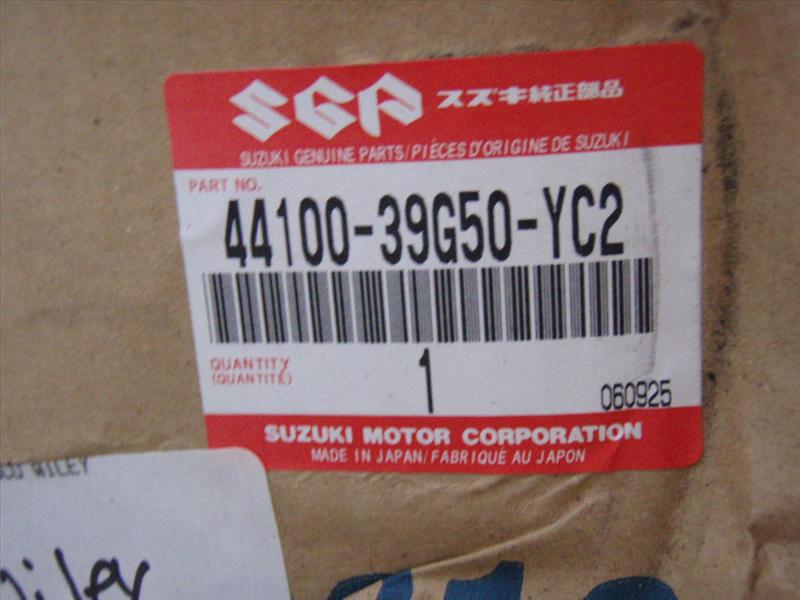 SGP スズキ純正部品
SUZUKI GENUINE PARTS/PIÈCES D'ORIGINE DE SUZUKI
PART NO.
44100-39G50-YC2
QUANTITY 1
(QUANTITÉ)
060925
SUZUKI MOTOR CORPORATION
MADE IN JAPAN/FABRIQUÉ AU JAPON
WILEY